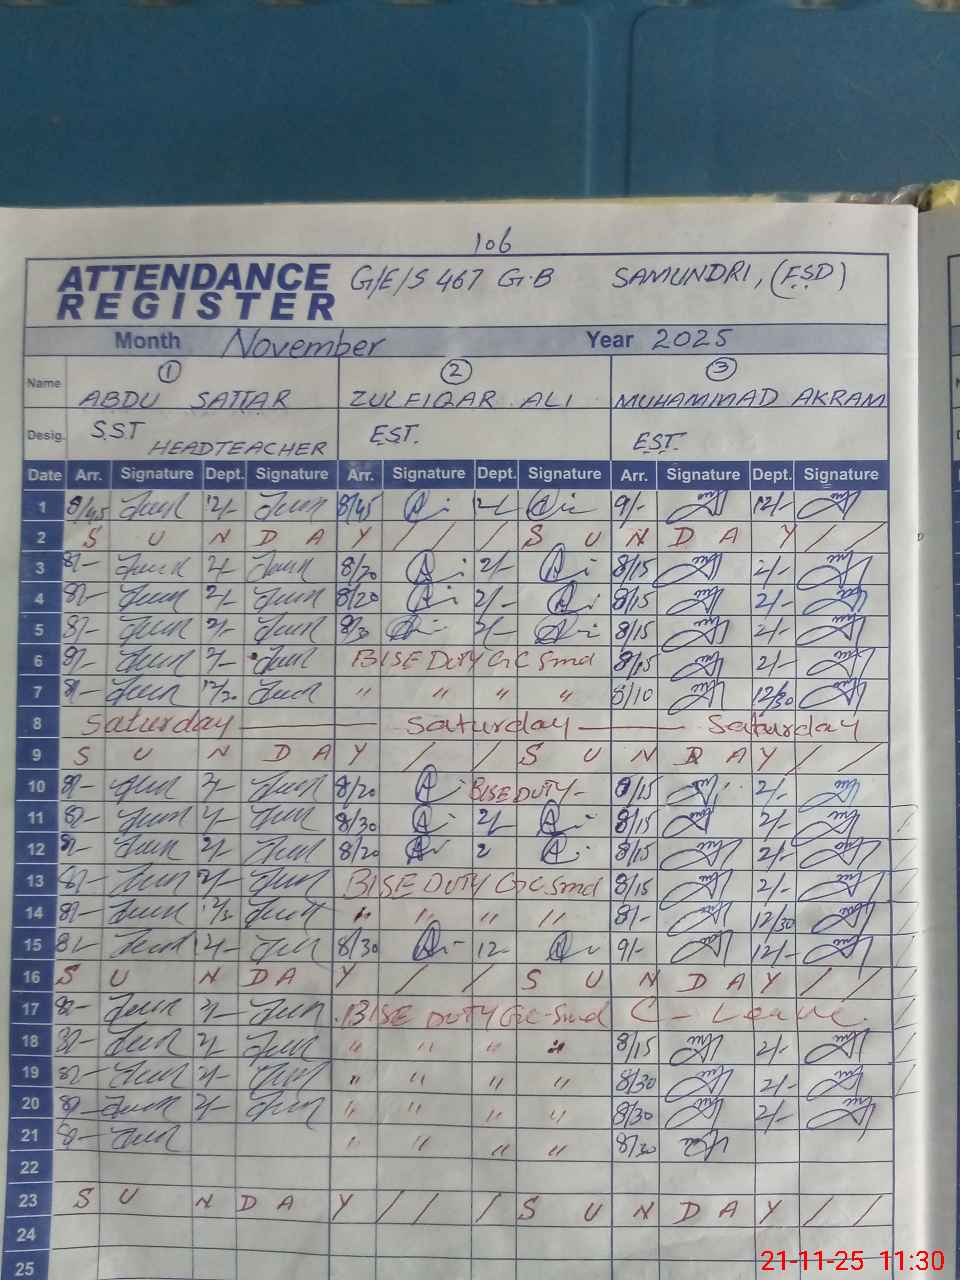 106
ATTENDANCE REGISTER G/E/S 467 G.B SAMUNDRI, (F.S.D)
Month November Year 2025
① ② ③
Name ABDU SATTAR ZULFIQAR ALI MUHAMMAD AKRAM
Desig. S.S.T HEADTEACHER E.S.T. E.S.T.
Date Arr. Signature Dept. Signature Arr. Signature Dept. Signature Arr. Signature Dept. Signature
1 8/45 12/- 8/45 12/- 9/- 12/-
2 S U N D A Y / / / S U N D A Y / /
3 8/- 2/- 8/20 2/- 8/15 2/-
4 8/- 2/- 8/20 2/- 8/15 2/-
5 8/- 2/- 8/30 2/- 8/15 2/-
6 8/- 2/- BISE DUTY GC Smd 8/15 2/-
7 8/- 12/30 " " " " 8/10 12/30
8 Saturday Saturday Saturday
9 S U N D A Y / / / S U N D A Y / /
10 8/- 2/- 8/20 BISE DUTY- 8/15 2/-
11 8/- 2/- 8/30 2/- 8/15 2/-
12 8/- 2/- 8/20 2 8/15 2/-
13 8/- 2/- BISE DUTY GC-Smd 8/15 2/-
14 8/- 12/30 " " " " 8/- 12/30
15 8/- 12/- 8/30 12- 9/- 12/-
16 S U N D A Y / / / S U N D A Y / /
17 8/- 2/- BISE DUTY GC-Smd C - Leave
18 8/- 2/- " " " " 8/15 2/-
19 8/- 2/- " " " " 8/30 2/-
20 8/- 2/- " " " " 8/30 2/-
21 8/- " " " " 8/30
22
23 S U N D A Y / / / S U N D A Y / /
24
25
21-11-25 11:30